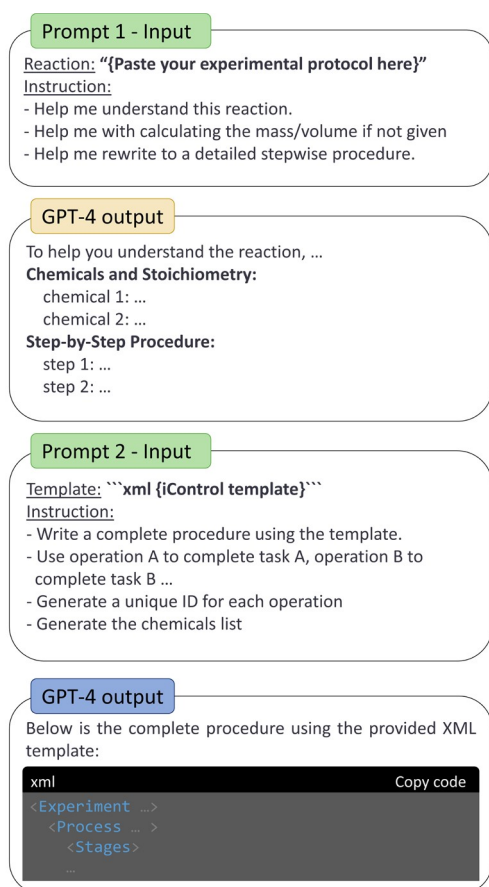 Prompt 1 - Input
Reaction: “{Paste your experimental protocol here}”
Instruction:
- Help me understand this reaction.
- Help me with calculating the mass/volume if not given
- Help me rewrite to a detailed stepwise procedure.
GPT-4 output
To help you understand the reaction, …
Chemicals and Stoichiometry:
chemical 1: …
chemical 2: …
Step-by-Step Procedure:
step 1: …
step 2: …
Prompt 2 - Input
Template: ```xml {iControl template}```
Instruction:
- Write a complete procedure using the template.
- Use operation A to complete task A, operation B to
complete task B …
- Generate a unique ID for each operation
- Generate the chemicals list
GPT-4 output
Below is the complete procedure using the provided XML
template:
xml Copy code
<Experiment …>
<Process … >
<Stages>
…